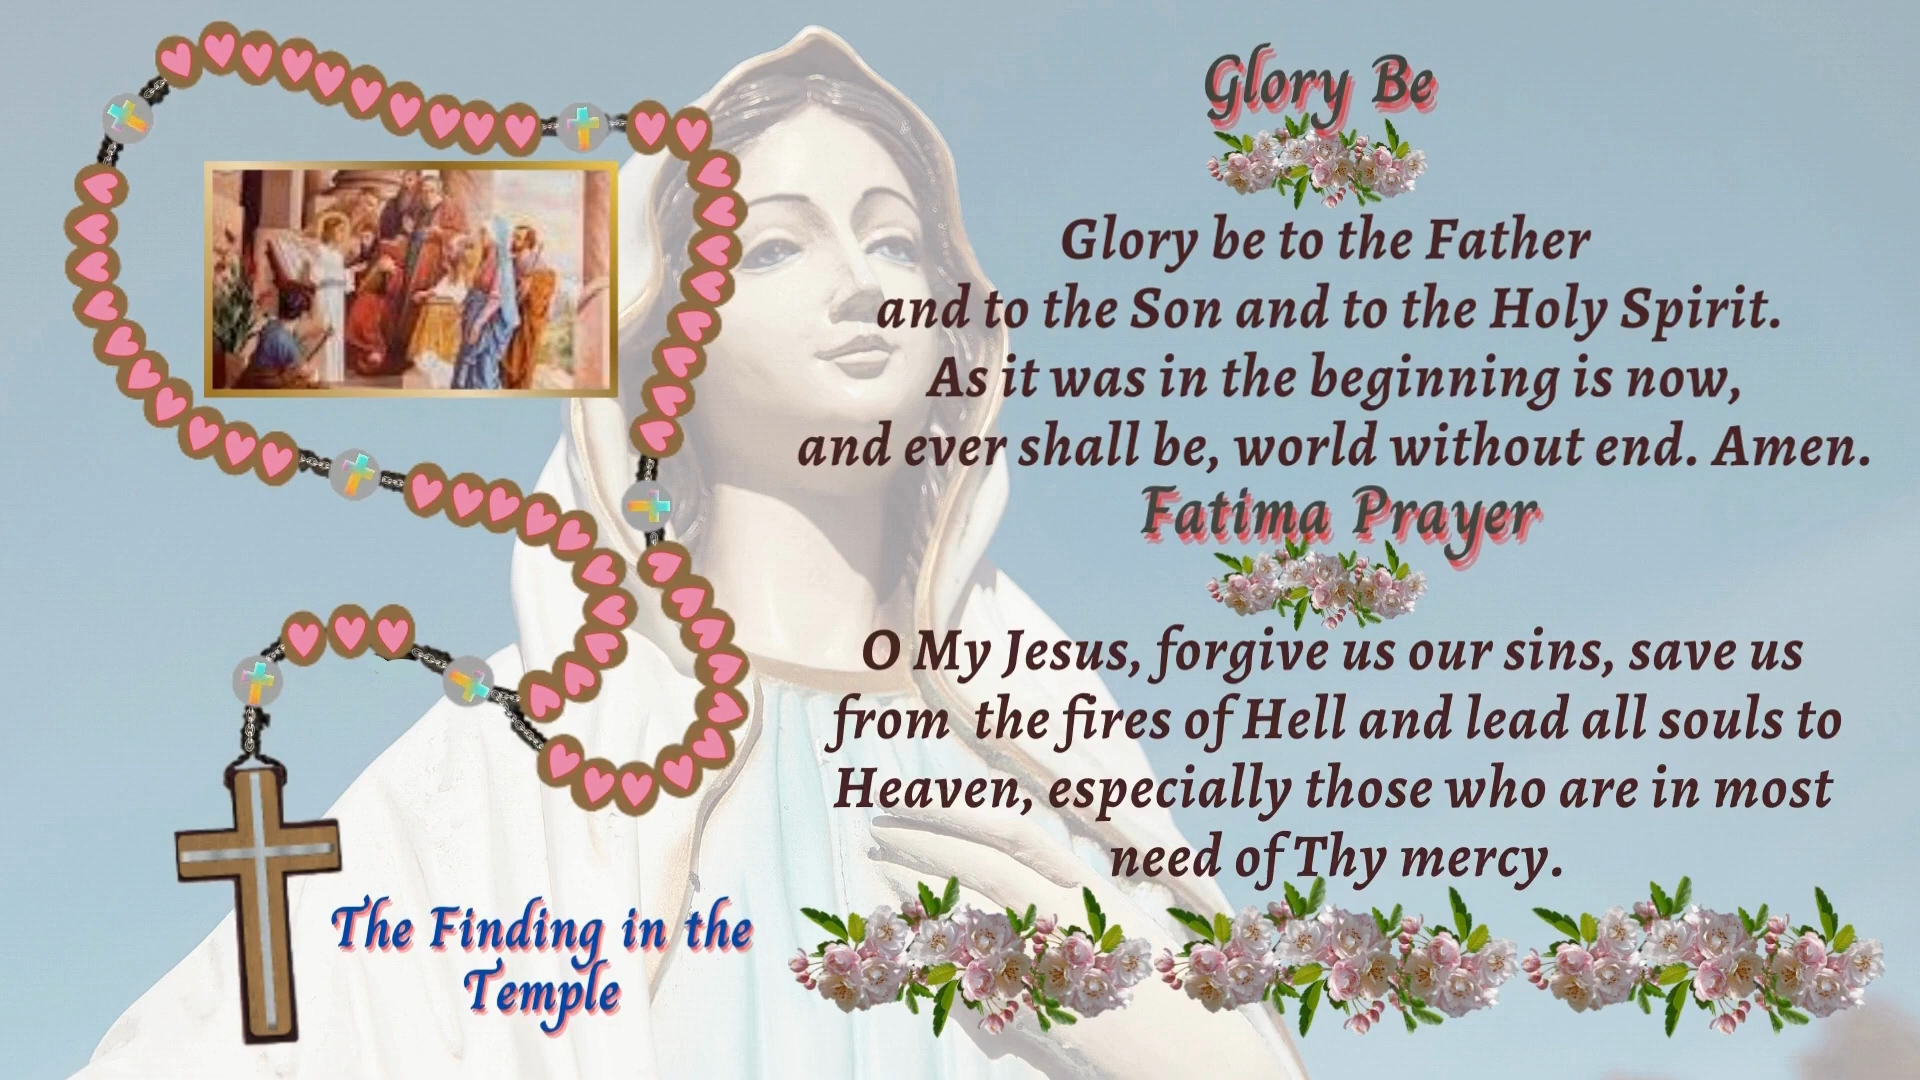 Glory Be
Glory be to the Father
and to the Son and to the Holy Spirit.
As it was in the beginning is now,
and ever shall be, world without end. Amen.
Fatima Prayer
O My Jesus, forgive us our sins, save us
from the fires of Hell and lead all souls to
Heaven, especially those who are in most
need of Thy mercy.
The Finding in the
Temple